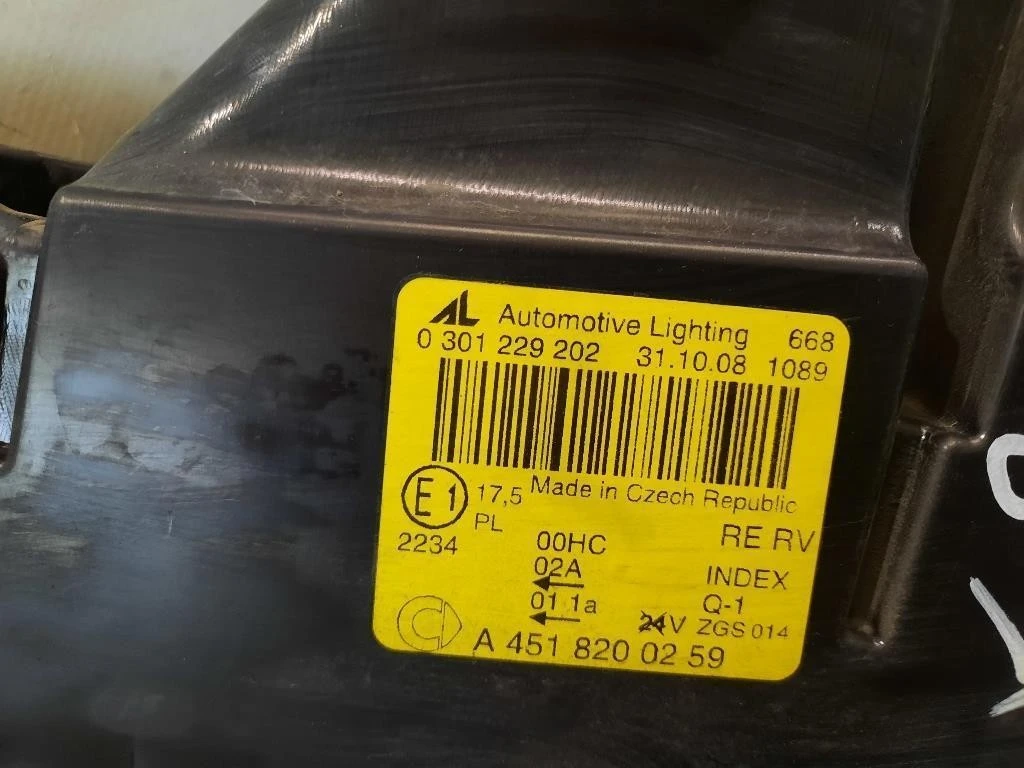 AL Automotive Lighting 668
0 301 229 202 31.10.08 1089
E1 17,5 Made in Czech Republic
PL
2234 00HC RE RV
02A INDEX
01 1a Q-1
24V ZGS 014
A 451 820 02 59